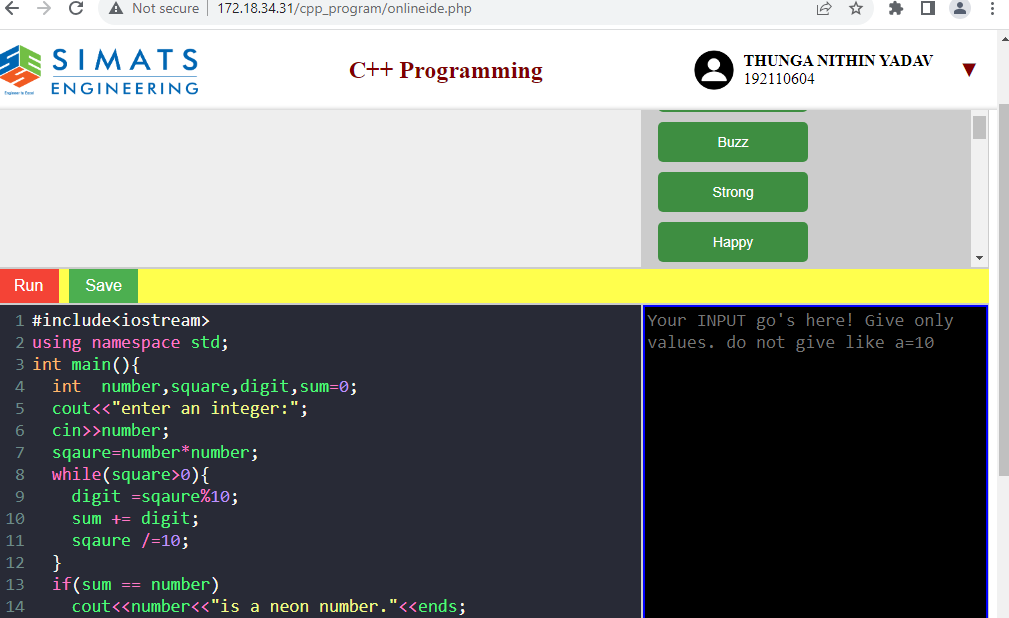 Not secure | 172.18.34.31/cpp_program/onlineide.php
SIMATS
ENGINEERING
Engineer to Excel
C++ Programming
THUNGA NITHIN YADAV
192110604
Buzz
Strong
Happy
Run
Save
1 #include<iostream>
2 using namespace std;
3 int main(){
4 int  number,square,digit,sum=0;
5 cout<<"enter an integer:";
6 cin>>number;
7 sqaure=number*number;
8 while(square>0){
9 digit =sqaure%10;
10 sum += digit;
11 sqaure /=10;
12 }
13 if(sum == number)
14 cout<<number<<"is a neon number."<<ends;
Your INPUT go's here! Give only
values. do not give like a=10